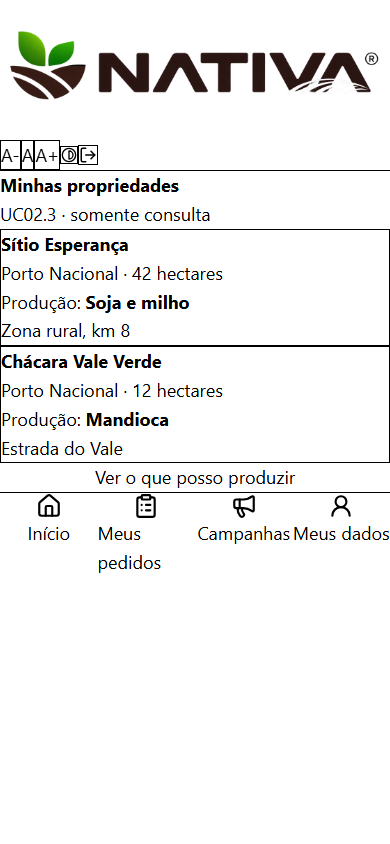 NATIVA®
A- A A+
Minhas propriedades
UC02.3 · somente consulta
Sítio Esperança
Porto Nacional · 42 hectares
Produção: Soja e milho
Zona rural, km 8
Chácara Vale Verde
Porto Nacional · 12 hectares
Produção: Mandioca
Estrada do Vale
Ver o que posso produzir
Início
Meus
pedidos
Campanhas
Meus dados